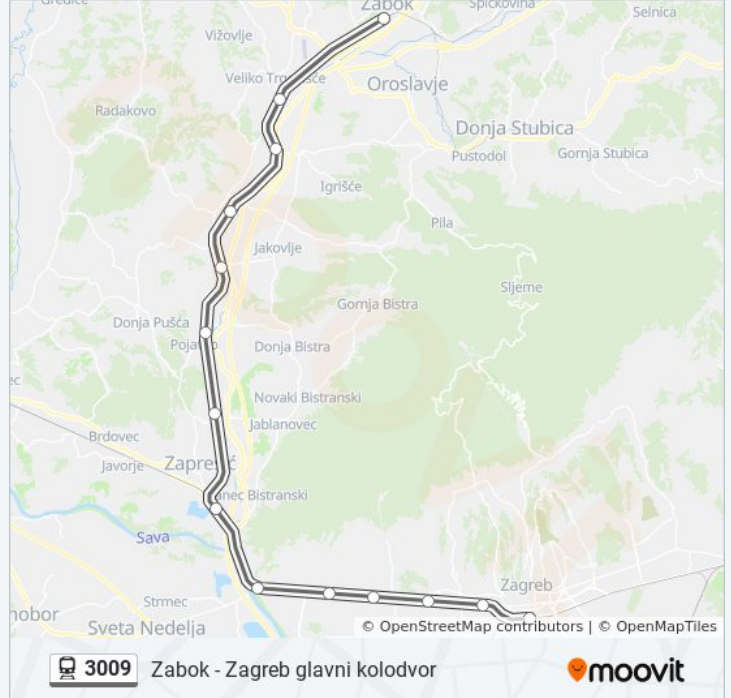 Gredice
Zabok
Špičkovina
Selnica
Vižovlje
Veliko Trgovišće
Oroslavje
Radakovo
Donja Stubica
Pustodol
Gornja Stubica
Igrišće
Pila
Jakovlje
Sljeme
Gornja Bistra
Donja Pušća
Donja Bistra
Novaki Bistranski
Jablanovec
Brdovec
Javorje
Zaprešić
Sava
Zagreb
Strmec
Sveta Nedelja
© OpenStreetMap contributors | © OpenMapTiles
3009 Zabok - Zagreb glavni kolodvor
moovit